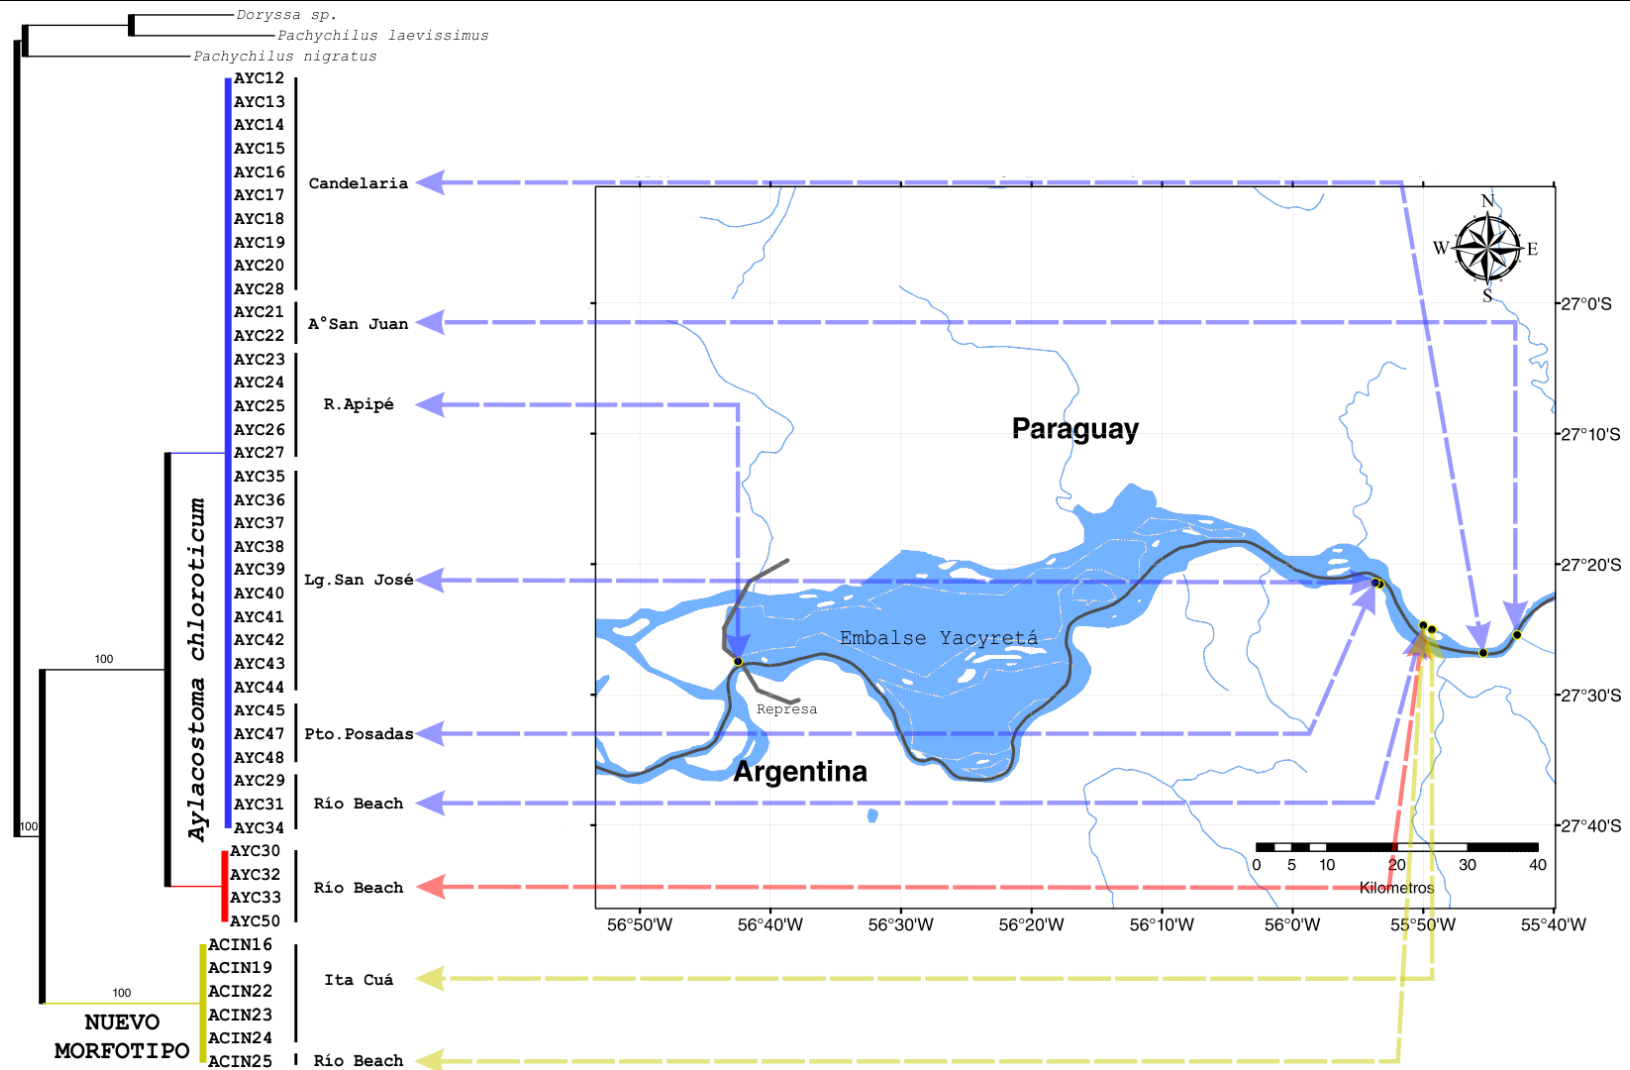 Doryssa sp.
Pachychilus laevissimus
Pachychilus nigratus
AYC12
AYC13
AYC14
AYC15
AYC16
AYC17
AYC18
AYC19
AYC20
AYC28
AYC21
AYC22
AYC23
AYC24
AYC25
AYC26
AYC27
AYC35
AYC36
AYC37
AYC38
AYC39
AYC40
AYC41
AYC42
AYC43
AYC44
AYC45
AYC47
AYC48
AYC29
AYC31
AYC34
AYC30
AYC32
AYC33
AYC50
ACIN16
ACIN19
ACIN22
ACIN23
ACIN24
ACIN25
100
100
100
Aylacostoma chloroticum
NUEVO
MORFOTIPO
Candelaria
A°San Juan
R.Apipé
Lg.San José
Pto.Posadas
Río Beach
Río Beach
Ita Cuá
Río Beach
N
W
E
S
Paraguay
Embalse Yacyretá
Represa
Argentina
27°0'S
27°10'S
27°20'S
27°30'S
27°40'S
0 5 10 20 30 40
Kilometros
56°50'W 56°40'W 56°30'W 56°20'W 56°10'W 56°0'W 55°50'W 55°40'W